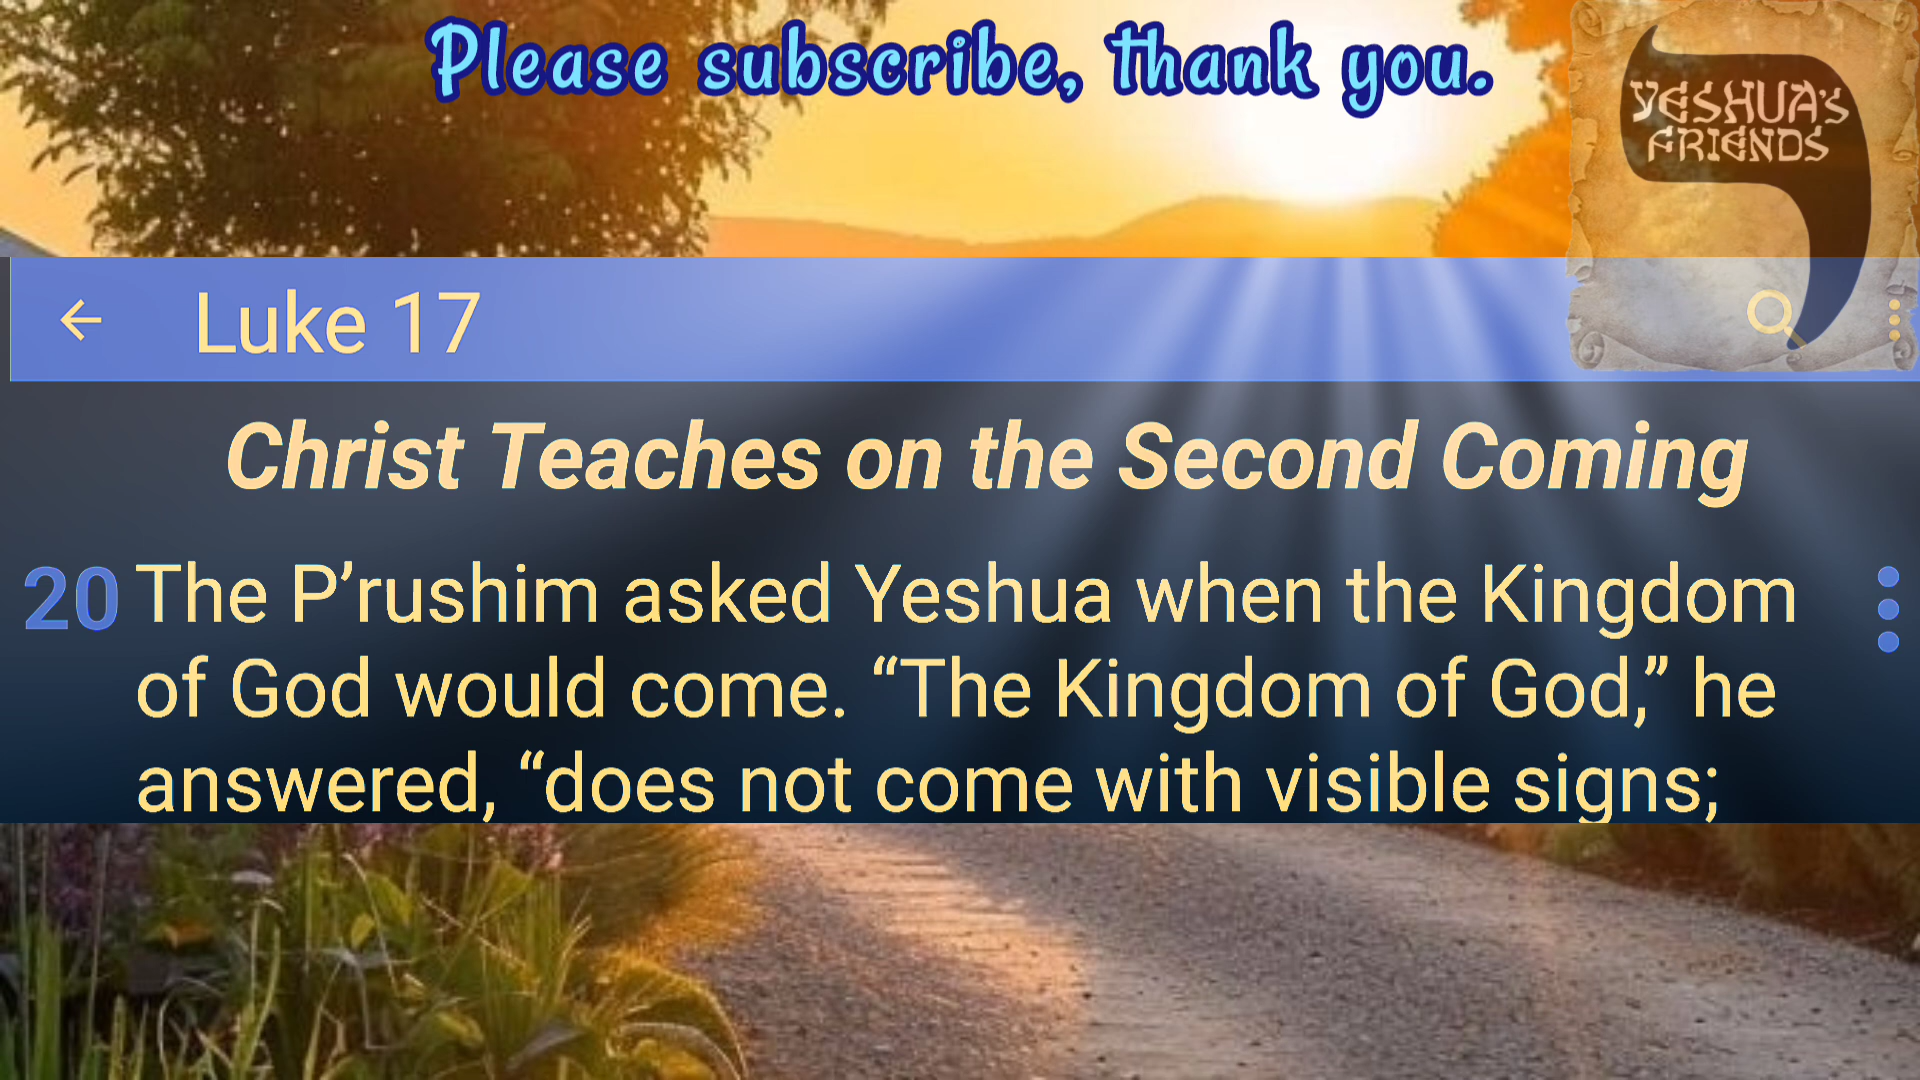 Please subscribe, thank you.
YESHUA'S
FRIENDS
Luke 17
Christ Teaches on the Second Coming
20 The P’rushim asked Yeshua when the Kingdom
of God would come. “The Kingdom of God,” he
answered, “does not come with visible signs;